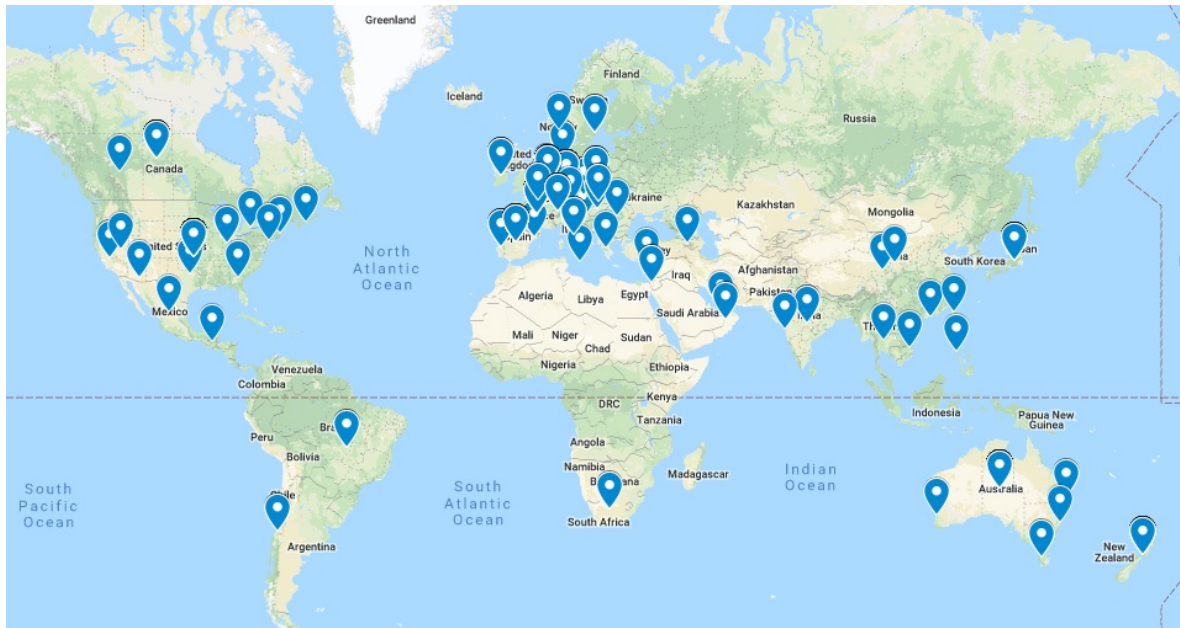 Greenland
Iceland
Finland
Russia
Canada
Ukraine
Kazakhstan
Mongolia
North
Atlantic
Ocean
South Korea
Afghanistan
Iraq
Pakistan
Mexico
Algeria
Libya
Egypt
Saudi Arabia
Mali
Niger
Sudan
Chad
Nigeria
Ethiopia
Venezuela
Colombia
DRC
Kenya
Tanzania
Indonesia
Papua New
Guinea
Peru
Bolivia
Angola
Namibia
Madagascar
Indian
Ocean
South
Pacific
Ocean
South
Atlantic
Ocean
Australia
South Africa
Argentina
New
Zealand